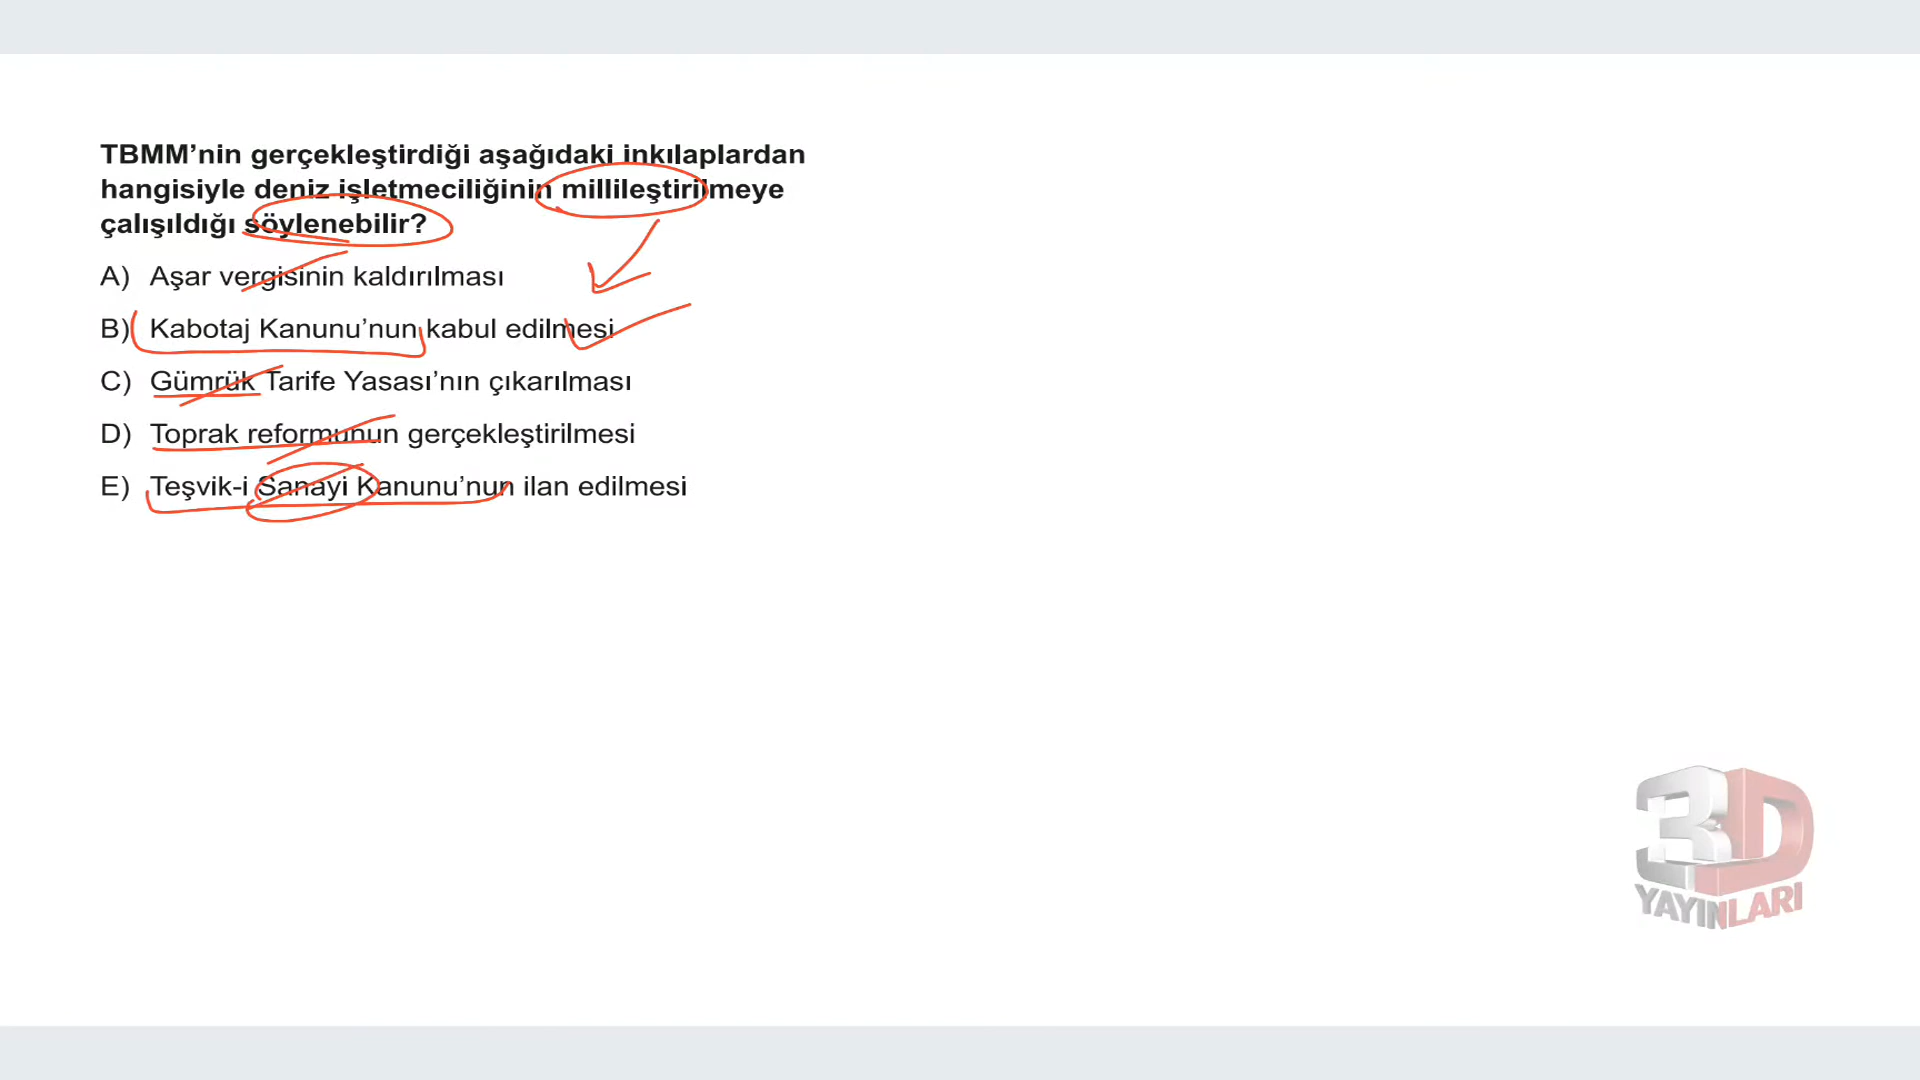 TBMM’nin gerçekleştirdiği aşağıdaki inkılaplardan
hangisiyle deniz işletmeciliğinin millileştirilmeye
çalışıldığı söylenebilir?
A) Aşar vergisinin kaldırılması
B) Kabotaj Kanunu’nun kabul edilmesi
C) Gümrük Tarife Yasası’nın çıkarılması
D) Toprak reformunun gerçekleştirilmesi
E) Teşvik-i Sanayi Kanunu’nun ilan edilmesi
3D
YAYINLARI